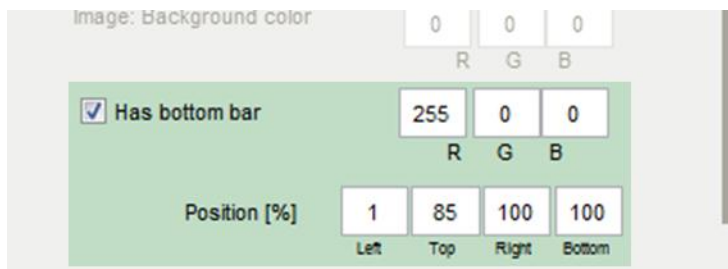 Image: Background color 0 0 0
R G B
Has bottom bar 255 0 0
R G B
Position [%] 1 85 100 100
Left Top Right Bottom